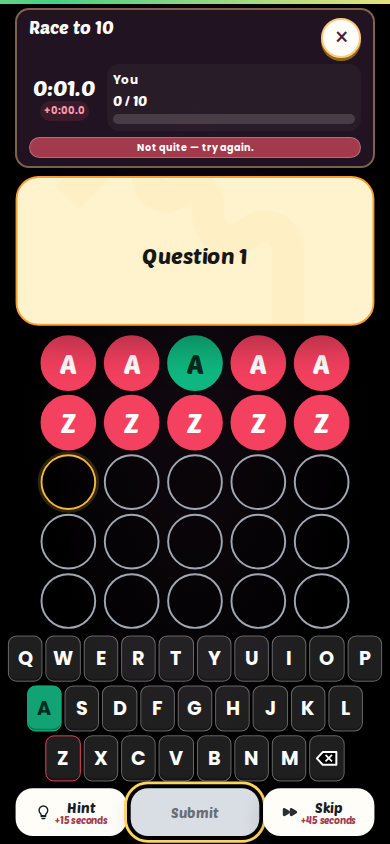 Race to 10
×
0:01.0
+0:00.0
You
0 / 10
Not quite — try again.
Question 1
A A A A A
Z Z Z Z Z
Q W E R T Y U I O P
A S D F G H J K L
Z X C V B N M
Hint
+15 seconds
Submit
Skip
+45 seconds